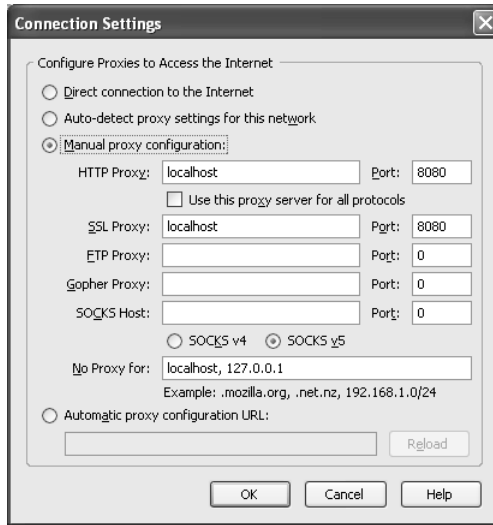 Connection Settings
Configure Proxies to Access the Internet
Direct connection to the Internet
Auto-detect proxy settings for this network
Manual proxy configuration:
HTTP Proxy: localhost Port: 8080
Use this proxy server for all protocols
SSL Proxy: localhost Port: 8080
FTP Proxy: Port: 0
Gopher Proxy: Port: 0
SOCKS Host: Port: 0
SOCKS v4 SOCKS v5
No Proxy for: localhost, 127.0.0.1
Example: .mozilla.org, .net.nz, 192.168.1.0/24
Automatic proxy configuration URL:
Reload
OK Cancel Help